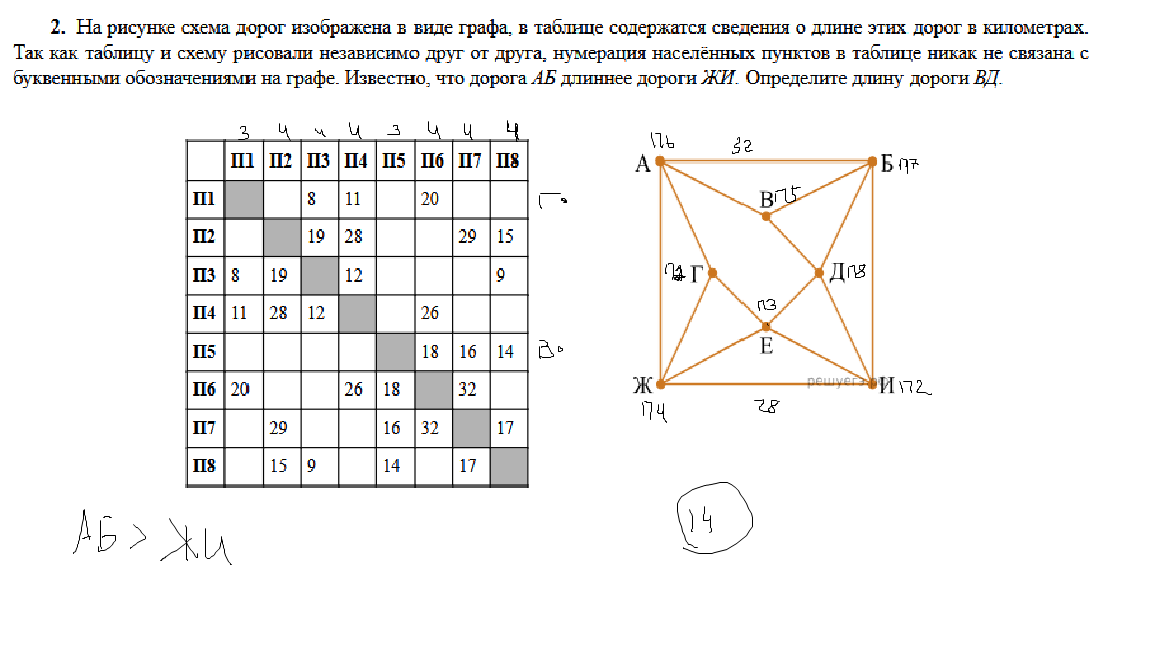 2. На рисунке схема дорог изображена в виде графа, в таблице содержатся сведения о длине этих дорог в километрах.
Так как таблицу и схему рисовали независимо друг от друга, нумерация населённых пунктов в таблице никак не связана с
буквенными обозначениями на графе. Известно, что дорога АБ длиннее дороги ЖИ. Определите длину дороги ВД.
3 4 4 4 3 4 4 4
П1 П2 П3 П4 П5 П6 П7 П8
П1 8 11 20 Г
П2 19 28 29 15
П3 8 19 12 9
П4 11 28 12 26
П5 18 16 14 В
П6 20 26 18 32
П7 29 16 32 17
П8 15 9 14 17
П6 32
А Б П7
В П5
Г Д П8
П3
Е
Ж И П2
П4 28
14
АБ > ЖИ